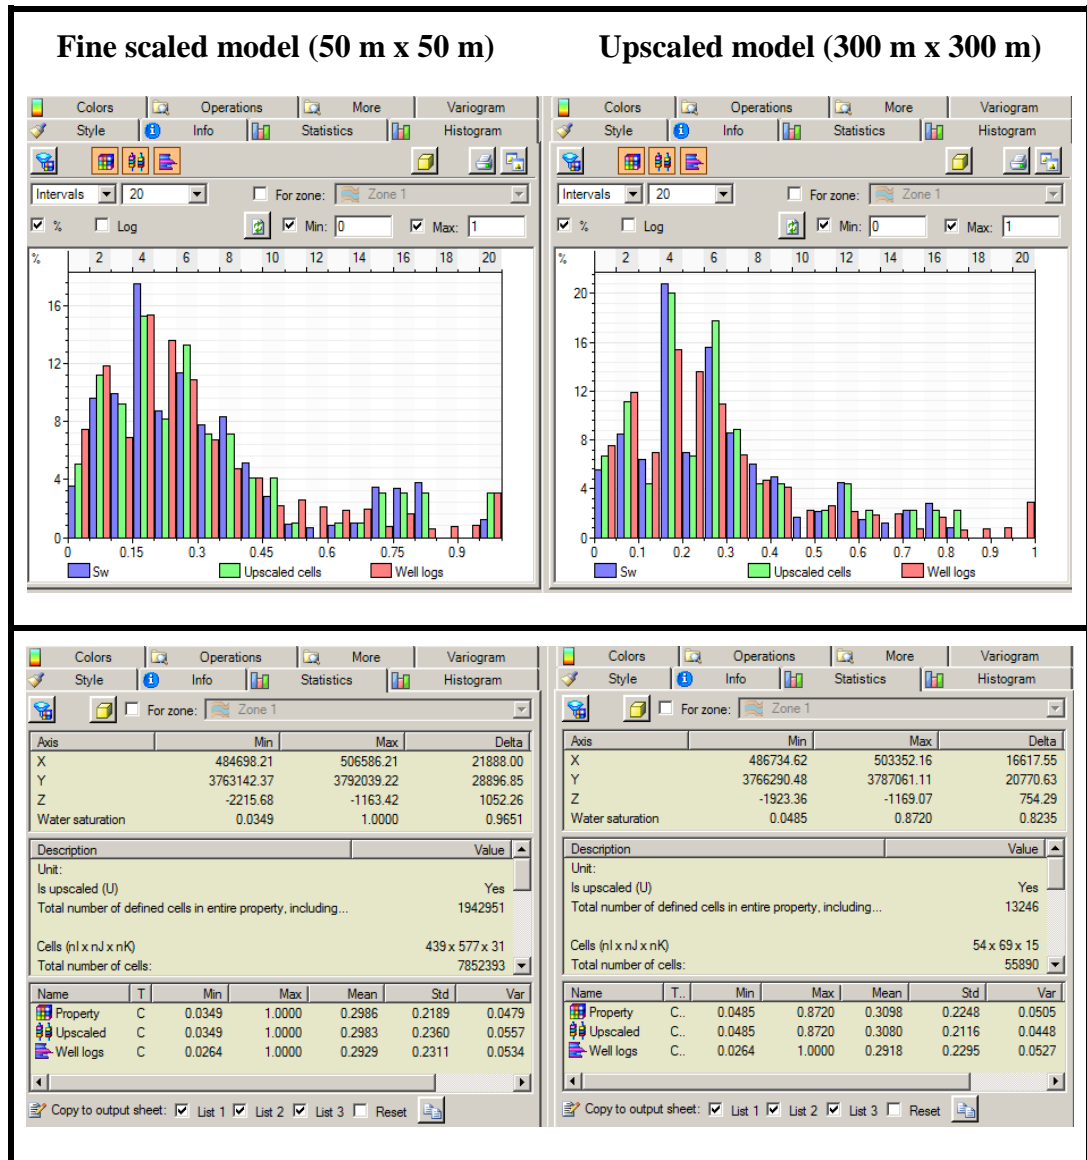 Fine scaled model (50 m x 50 m)
Upscaled model (300 m x 300 m)
Colors Operations More Variogram
Style Info Statistics Histogram
Intervals 20 For zone: Zone 1
% Log Min: 0 Max: 1
% 2 4 6 8 10 12 14 16 18 20
16
12
8
4
0
0 0.15 0.3 0.45 0.6 0.75 0.9
Sw Upscaled cells Well logs
Colors Operations More Variogram
Style Info Statistics Histogram
Intervals 20 For zone: Zone 1
% Log Min: 0 Max: 1
% 2 4 6 8 10 12 14 16 18 20
20
16
12
8
4
0
0 0.1 0.2 0.3 0.4 0.5 0.6 0.7 0.8 0.9 1
Sw Upscaled cells Well logs
Colors Operations More Variogram
Style Info Statistics Histogram
For zone: Zone 1
Axis Min Max Delta
X 484698.21 506586.21 21888.00
Y 3763142.37 3792039.22 28896.85
Z -2215.68 -1163.42 1052.26
Water saturation 0.0349 1.0000 0.9651
Description Value
Unit:
Is upscaled (U) Yes
Total number of defined cells in entire property, including... 1942951
Cells (nI x nJ x nK) 439 x 577 x 31
Total number of cells: 7852393
Name T Min Max Mean Std Var
Property C 0.0349 1.0000 0.2986 0.2189 0.0479
Upscaled C 0.0349 1.0000 0.2983 0.2360 0.0557
Well logs C 0.0264 1.0000 0.2929 0.2311 0.0534
Copy to output sheet: List 1 List 2 List 3 Reset
Colors Operations More Variogram
Style Info Statistics Histogram
For zone: Zone 1
Axis Min Max Delta
X 486734.62 503352.16 16617.55
Y 3766290.48 3787061.11 20770.63
Z -1923.36 -1169.07 754.29
Water saturation 0.0485 0.8720 0.8235
Description Value
Unit:
Is upscaled (U) Yes
Total number of defined cells in entire property, including... 13246
Cells (nI x nJ x nK) 54 x 69 x 15
Total number of cells: 55890
Name T.. Min Max Mean Std Var
Property C.. 0.0485 0.8720 0.3098 0.2248 0.0505
Upscaled C.. 0.0485 0.8720 0.3080 0.2116 0.0448
Well logs C.. 0.0264 1.0000 0.2918 0.2295 0.0527
Copy to output sheet: List 1 List 2 List 3 Reset